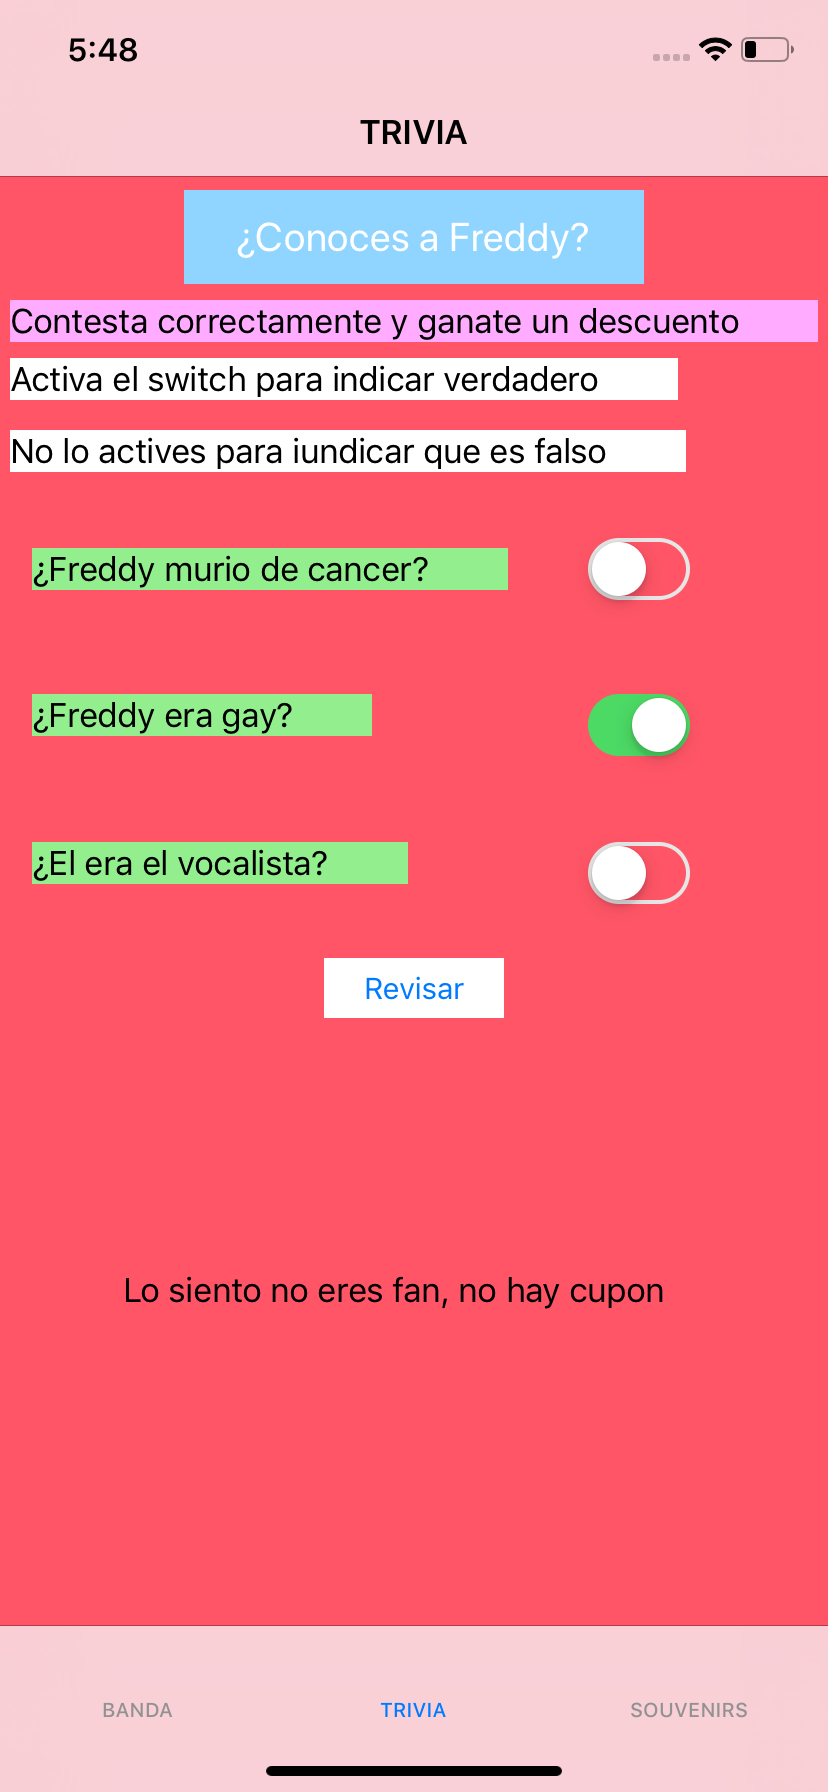 5:48
TRIVIA
¿Conoces a Freddy?
Contesta correctamente y ganate un descuento
Activa el switch para indicar verdadero
No lo actives para iundicar que es falso
¿Freddy murio de cancer?
¿Freddy era gay?
¿El era el vocalista?
Revisar
Lo siento no eres fan, no hay cupon
BANDA TRIVIA SOUVENIRS